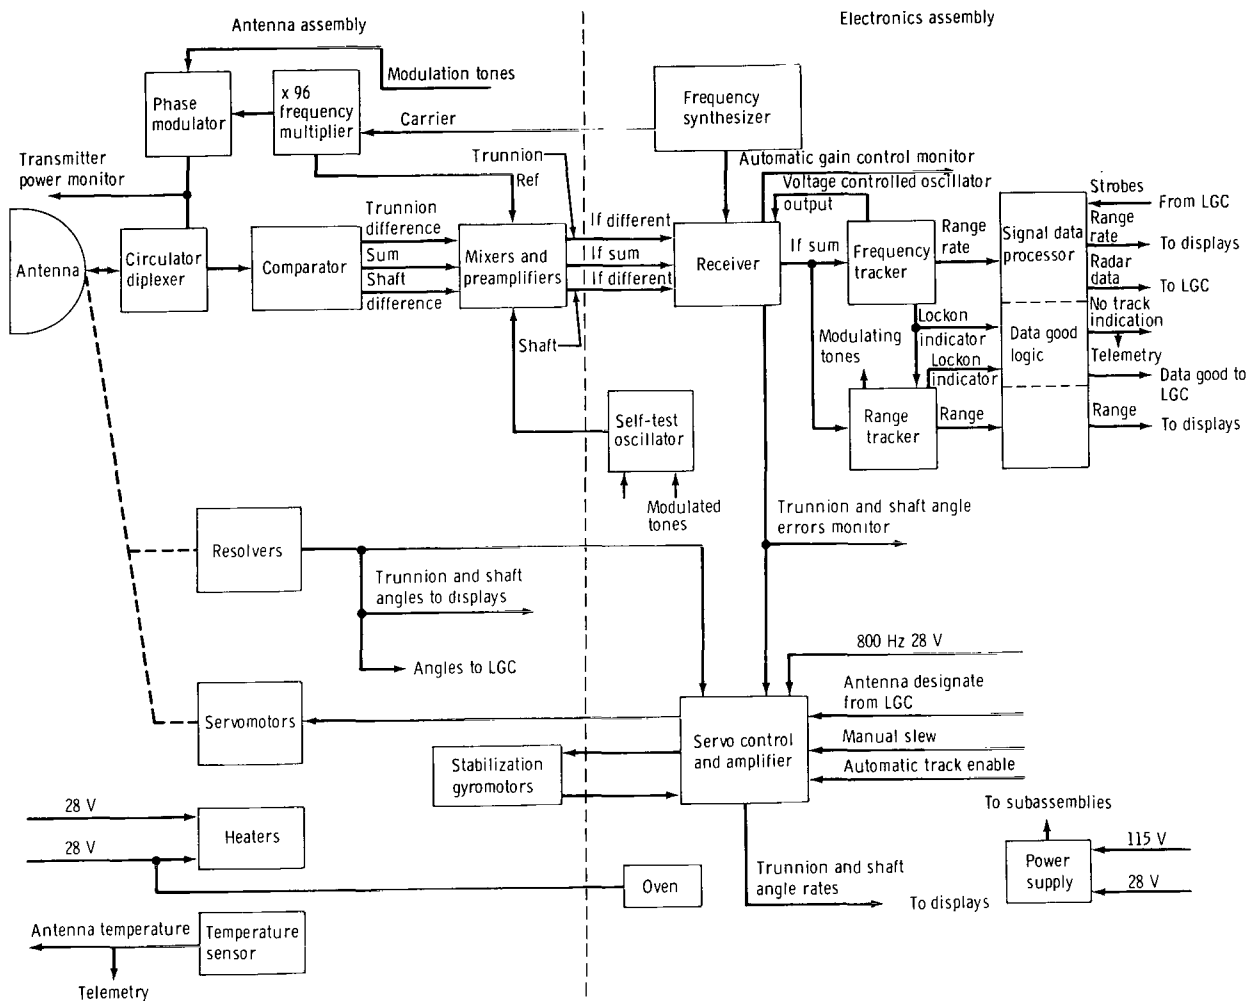 Antenna assembly
Electronics assembly
Modulation tones
Phase
modulator
x 96
frequency
multiplier
Carrier
Frequency
synthesizer
Transmitter
power monitor
Trunnion
Ref
Automatic gain control monitor
Voltage controlled oscillator
output
Strobes
From LGC
Antenna
Circulator
diplexer
Comparator
Trunnion
difference
Sum
Shaft
difference
Mixers and
preamplifiers
If different
If sum
If different
Shaft
Receiver
If sum
Frequency
tracker
Range
rate
Signal data
processor
Range
rate
To displays
Radar
data
To LGC
No track
indication
Telemetry
Lockon
indicator
Lockon
indicator
Data good
logic
Data good to
LGC
Modulating
tones
Range
tracker
Range
Range
To displays
Self-test
oscillator
Modulated
tones
Resolvers
Trunnion and shaft
angles to displays
Angles to LGC
Trunnion and shaft angle
errors monitor
800 Hz 28 V
Antenna designate
from LGC
Manual slew
Automatic track enable
Servomotors
Servo control
and amplifier
Stabilization
gyromotors
28 V
28 V
Heaters
Oven
Trunnion and shaft
angle rates
To displays
To subassemblies
Power
supply
115 V
28 V
Antenna temperature
Temperature
sensor
Telemetry